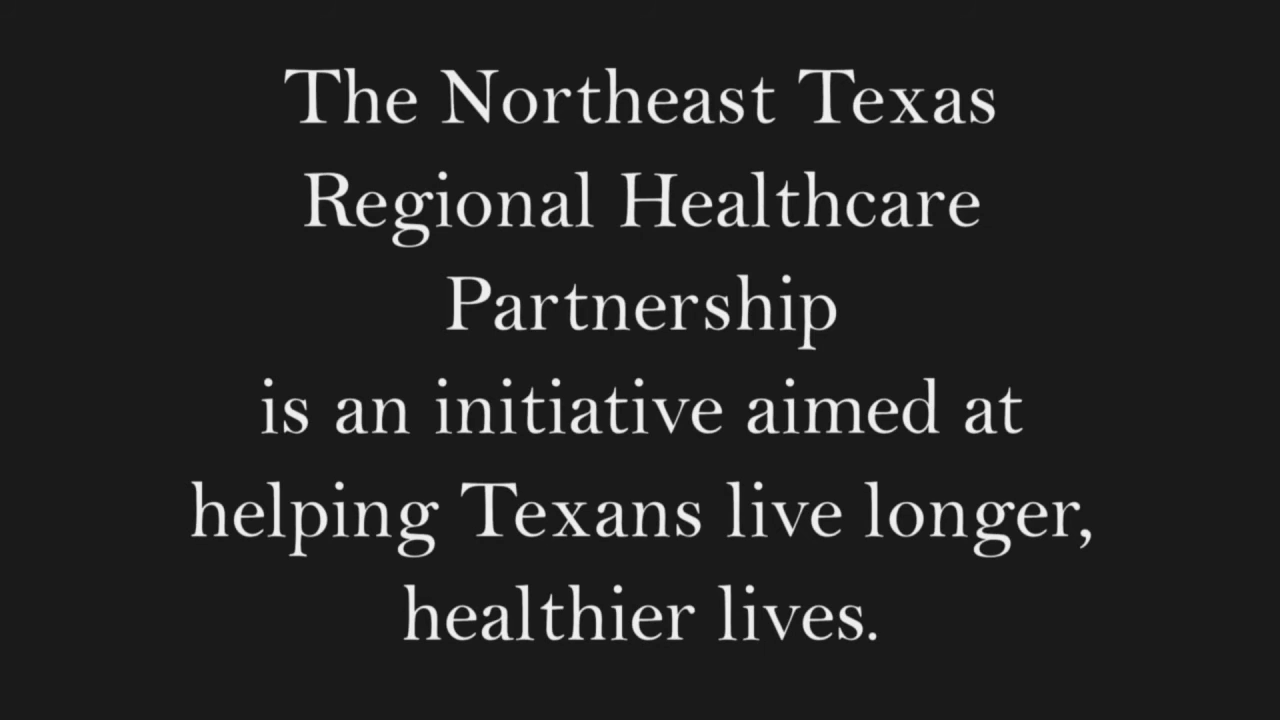 The Northeast Texas
Regional Healthcare
Partnership
is an initiative aimed at
helping Texans live longer,
healthier lives.